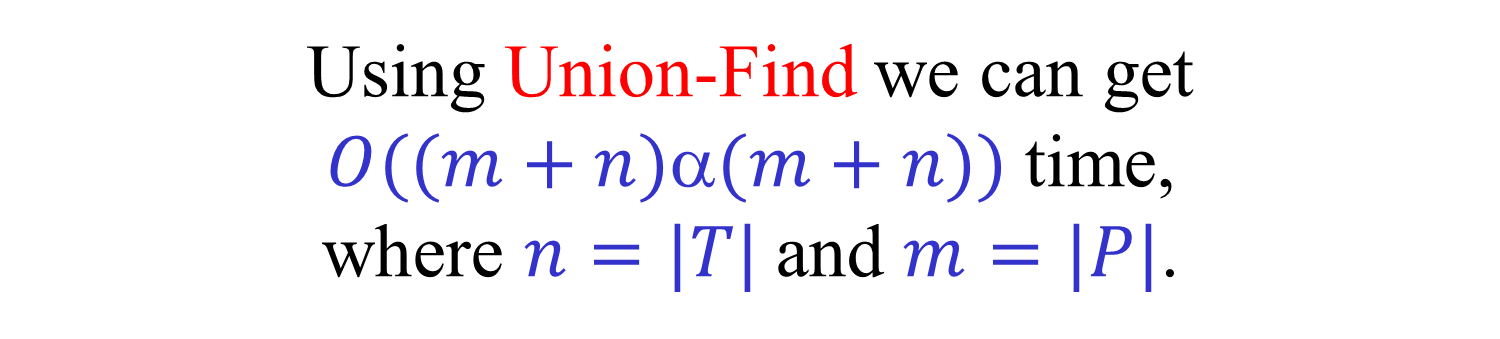 Using Union-Find we can get
𝑂((𝑚 + 𝑛)α(𝑚 + 𝑛)) time,
where 𝑛 = |𝑇| and 𝑚 = |𝑃|.